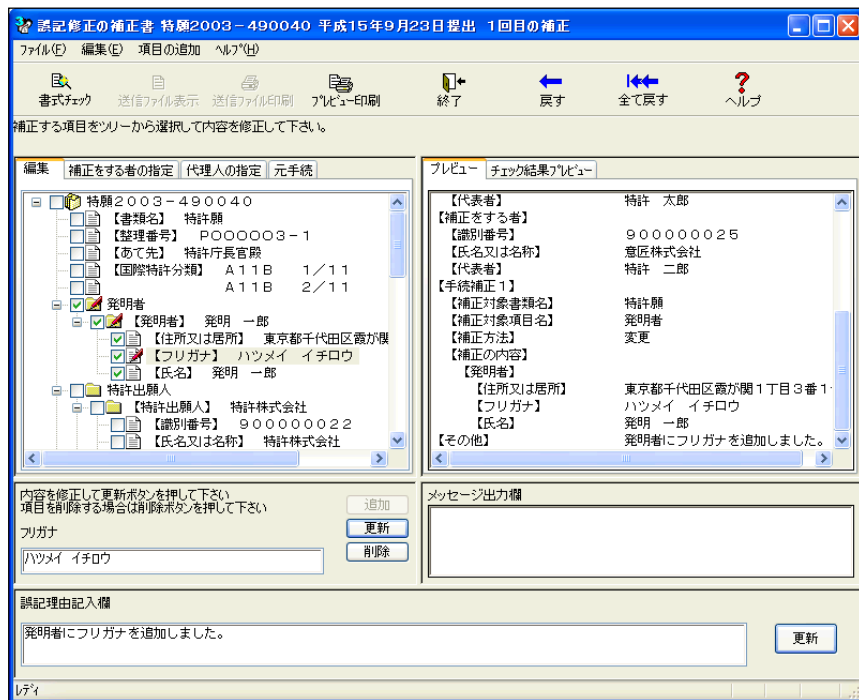 誤記修正の補正書 特願2003－490040 平成15年9月23日提出 1回目の補正
ファイル(F) 編集(E) 項目の追加 ヘルプ(H)
書式チェック 送信ファイル表示 送信ファイル印刷 プレビュー印刷 終了 戻す 全て戻す ヘルプ
補正する項目をツリーから選択して内容を修正して下さい。
編集 補正をする者の指定 代理人の指定 元手続
特願２００３－４９００４０
【書類名】 特許願
【整理番号】 ＰＯＯＯＯＯ３－１
【あて先】 特許庁長官殿
【国際特許分類】 Ａ１１Ｂ １／１１
Ａ１１Ｂ ２／１１
発明者
【発明者】 発明 一郎
【住所又は居所】 東京都千代田区霞が関
【フリガナ】 ハツメイ イチロウ
【氏名】 発明 一郎
特許出願人
【特許出願人】 特許株式会社
【識別番号】 ９０００００００２２
【氏名又は名称】 特許株式会社
プレビュー チェック結果プレビュー
【代表者】 特許 太郎
【補正をする者】
【識別番号】 ９００００００２５
【氏名又は名称】 意匠株式会社
【代表者】 特許 二郎
【手続補正１】
【補正対象書類名】 特許願
【補正対象項目名】 発明者
【補正方法】 変更
【補正の内容】
【発明者】
【住所又は居所】 東京都千代田区霞が関１丁目３番１
【フリガナ】 ハツメイ イチロウ
【氏名】 発明 一郎
【その他】 発明者にフリガナを追加しました。
内容を修正して更新ボタンを押して下さい
項目を削除する場合は削除ボタンを押して下さい
追加
フリガナ
更新
ハツメイ イチロウ
削除
メッセージ出力欄
誤記理由記入欄
発明者にフリガナを追加しました。
更新
レディ